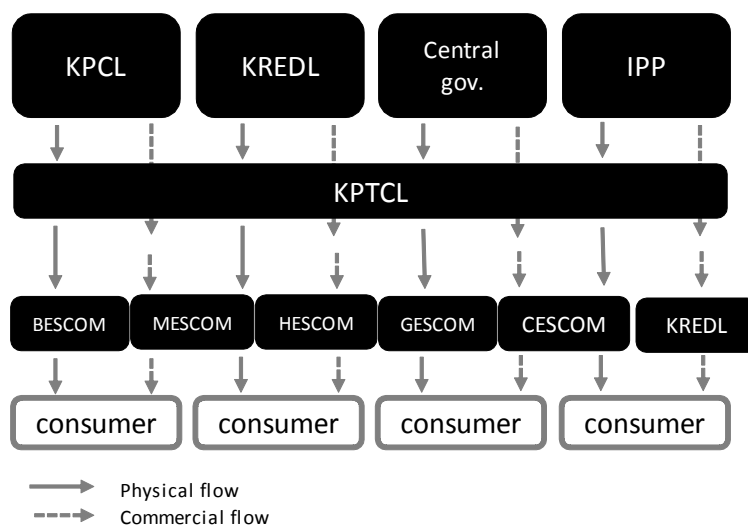 KPCL
KREDL
Central
gov.
IPP
KPTCL
BESCOM
MESCOM
HESCOM
GESCOM
CESCOM
KREDL
consumer
consumer
consumer
consumer
Physical flow
Commercial flow